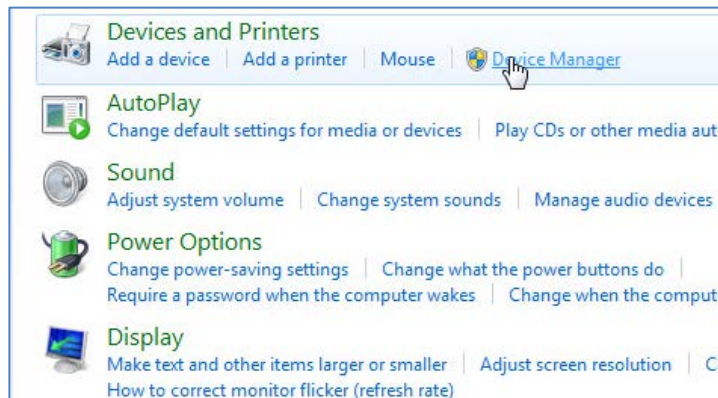 Devices and Printers
Add a device | Add a printer | Mouse | Device Manager
AutoPlay
Change default settings for media or devices | Play CDs or other media aut
Sound
Adjust system volume | Change system sounds | Manage audio devices
Power Options
Change power-saving settings | Change what the power buttons do |
Require a password when the computer wakes | Change when the comput
Display
Make text and other items larger or smaller | Adjust screen resolution | C
How to correct monitor flicker (refresh rate)